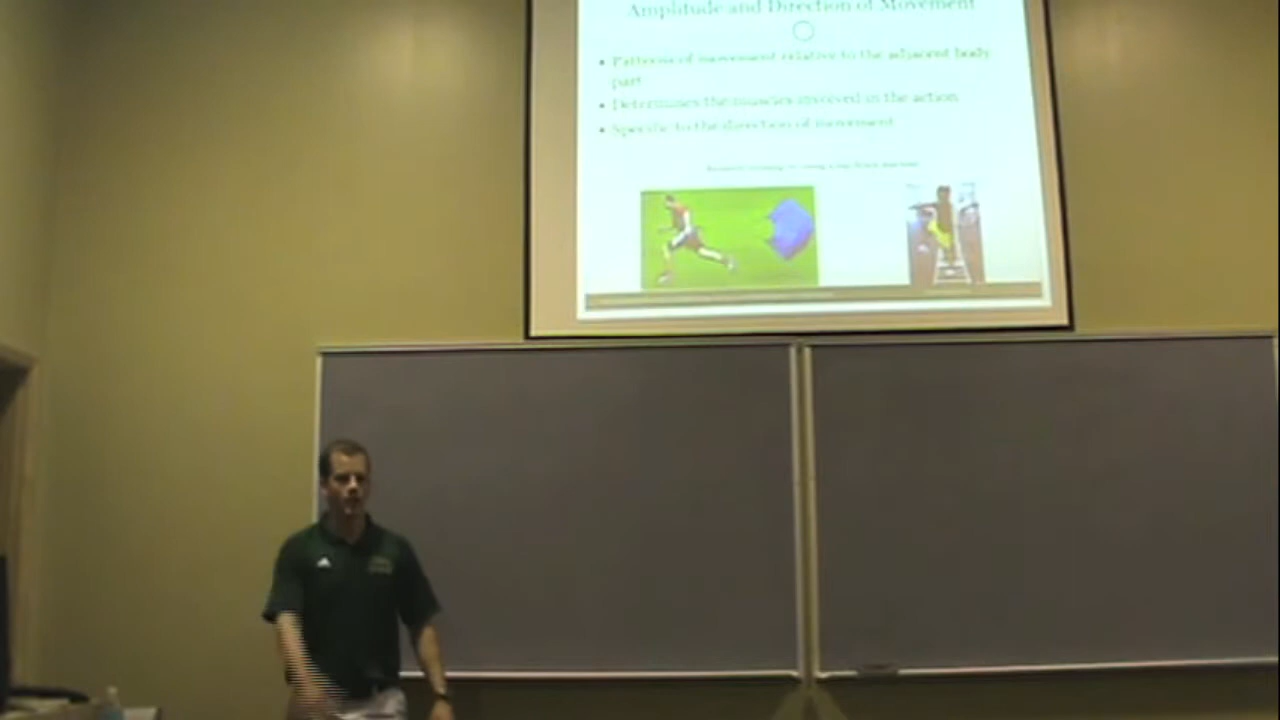 Amplitude and Direction of Movement
• Patterns of movement relative to the adjacent body
part
• Determines the muscles involved in the action
• Specific to the direction of movement